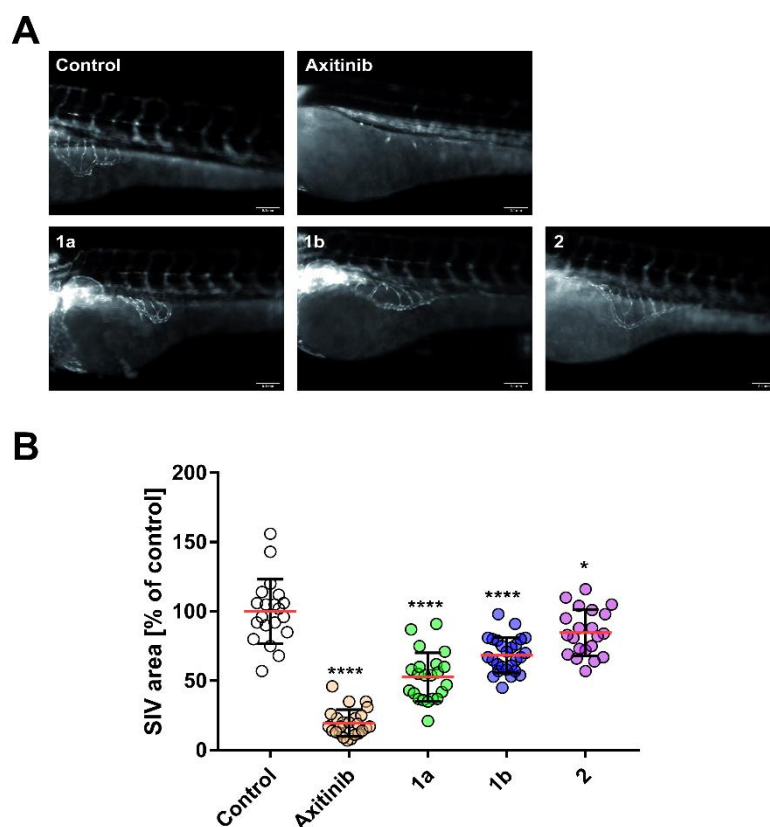 A
Control
Axitinib
1a
1b
2
B
SIV area [% of control]
200
150
100
50
0
****
****
****
*
Control
Axitinib
1a
1b
2